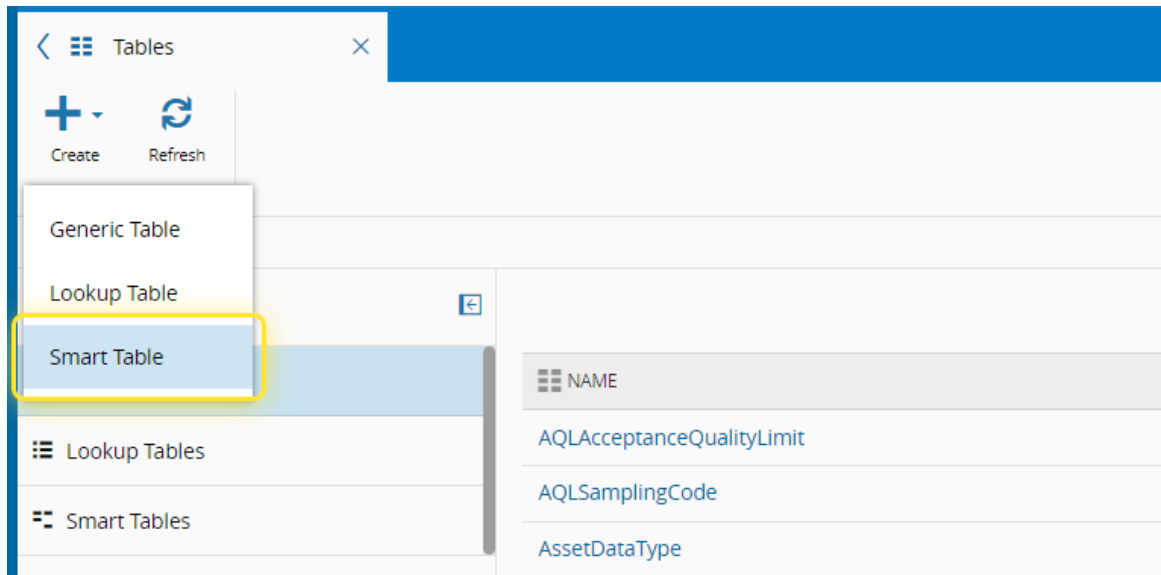 Tables
Create
Refresh
Generic Table
Lookup Table
Smart Table
Lookup Tables
Smart Tables
NAME
AQLAcceptanceQualityLimit
AQLSamplingCode
AssetDataType